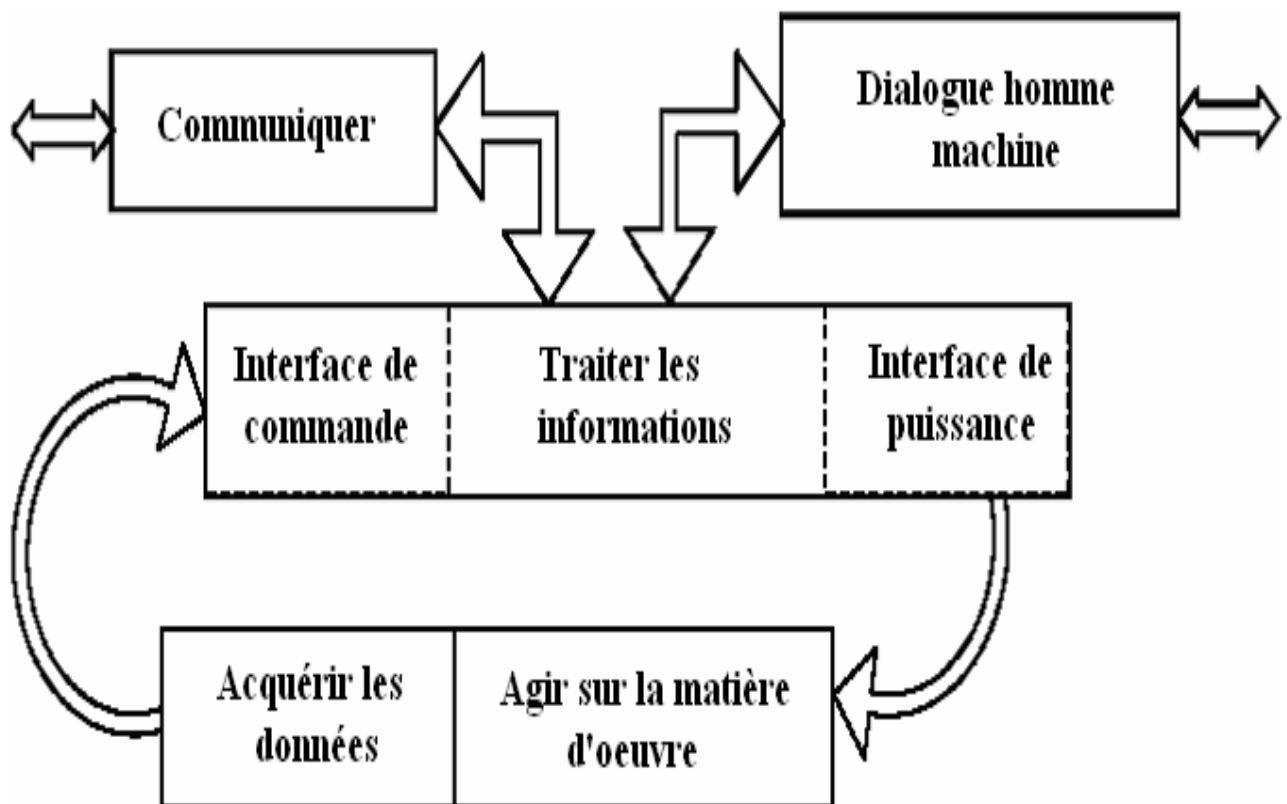 Communiquer
Dialogue homme
machine
Interface de
commande
Traiter les
informations
Interface de
puissance
Acquérir les
données
Agir sur la matière
d'oeuvre